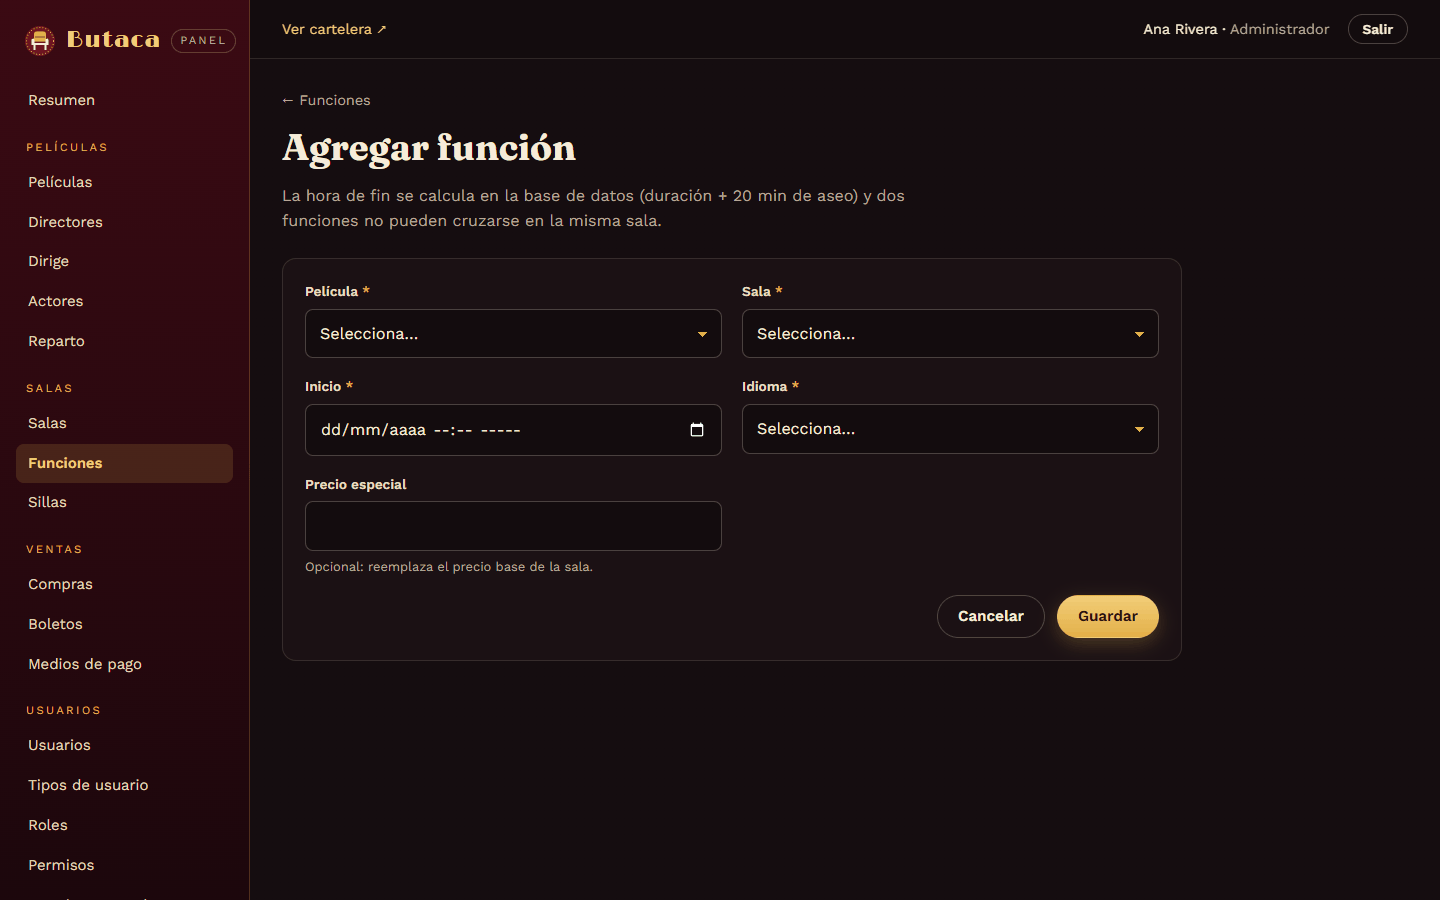 Butaca PANEL
Ver cartelera ↗
Ana Rivera · Administrador
Salir
Resumen
PELÍCULAS
Películas
Directores
Dirige
Actores
Reparto
SALAS
Salas
Funciones
Sillas
VENTAS
Compras
Boletos
Medios de pago
USUARIOS
Usuarios
Tipos de usuario
Roles
Permisos
← Funciones
Agregar función
La hora de fin se calcula en la base de datos (duración + 20 min de aseo) y dos
funciones no pueden cruzarse en la misma sala.
Película *
Selecciona...
Sala *
Selecciona...
Inicio *
dd/mm/aaaa --:-- -----
Idioma *
Selecciona...
Precio especial
Opcional: reemplaza el precio base de la sala.
Cancelar
Guardar